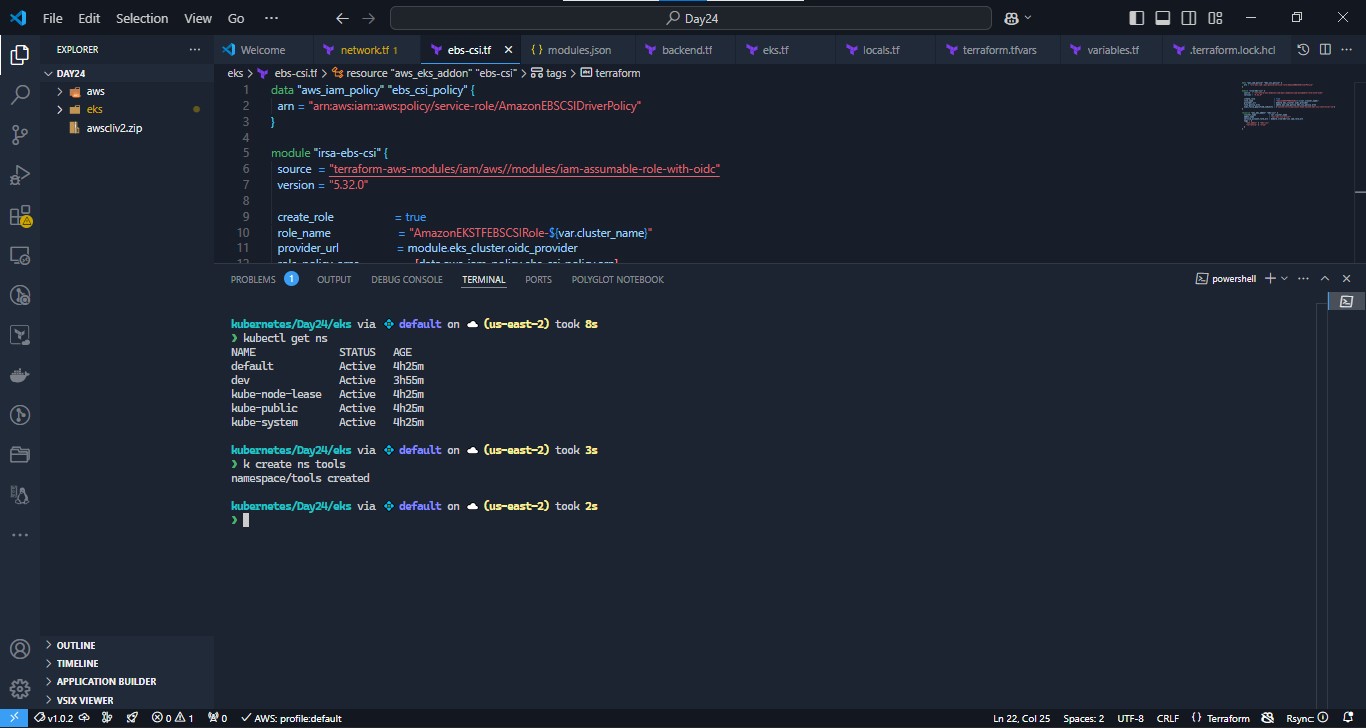 File Edit Selection View Go ··· Day24
EXPLORER ···
DAY24
aws
eks
awscliv2.zip
OUTLINE
TIMELINE
APPLICATION BUILDER
VSIX VIEWER
Welcome network.tf 1 ebs-csi.tf modules.json backend.tf eks.tf locals.tf terraform.tfvars variables.tf .terraform.lock.hcl
eks > ebs-csi.tf > resource "aws_eks_addon" "ebs-csi" > tags > terraform
1 data "aws_iam_policy" "ebs_csi_policy" {
2 arn = "arn:aws:iam::aws:policy/service-role/AmazonEBSCSIDriverPolicy"
3 }
4
5 module "irsa-ebs-csi" {
6 source = "terraform-aws-modules/iam/aws//modules/iam-assumable-role-with-oidc"
7 version = "5.32.0"
8
9 create_role = true
10 role_name = "AmazonEKSTFEBSCSIRole-${var.cluster_name}"
11 provider_url = module.eks_cluster.oidc_provider
PROBLEMS 1 OUTPUT DEBUG CONSOLE TERMINAL PORTS POLYGLOT NOTEBOOK powershell
kubernetes/Day24/eks via default on (us-east-2) took 8s
❯ kubectl get ns
NAME STATUS AGE
default Active 4h25m
dev Active 3h55m
kube-node-lease Active 4h25m
kube-public Active 4h25m
kube-system Active 4h25m
kubernetes/Day24/eks via default on (us-east-2) took 3s
❯ k create ns tools
namespace/tools created
kubernetes/Day24/eks via default on (us-east-2) took 2s
❯
v1.0.2 0 1 0 AWS: profile:default Ln 22, Col 25 Spaces: 2 UTF-8 CRLF {} Terraform Rsync: